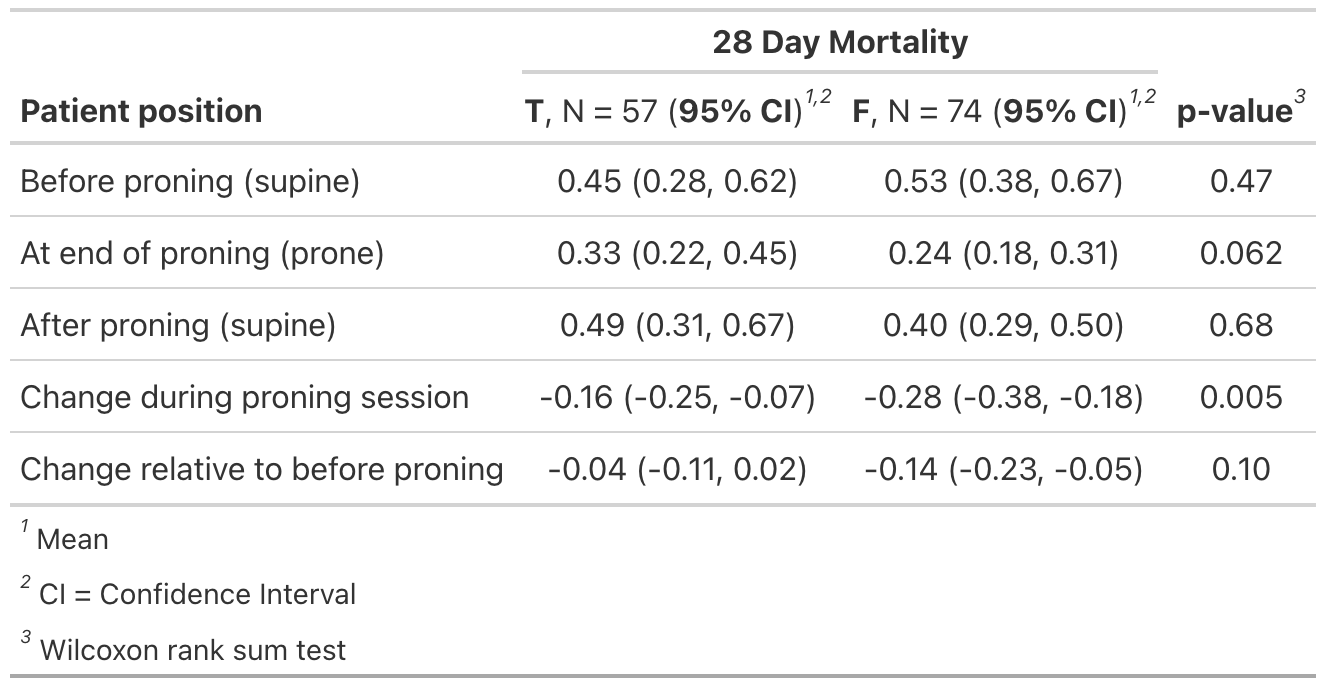 28 Day Mortality
Patient position T, N = 57 (95% CI)1,2 F, N = 74 (95% CI)1,2 p-value3
Before proning (supine) 0.45 (0.28, 0.62) 0.53 (0.38, 0.67) 0.47
At end of proning (prone) 0.33 (0.22, 0.45) 0.24 (0.18, 0.31) 0.062
After proning (supine) 0.49 (0.31, 0.67) 0.40 (0.29, 0.50) 0.68
Change during proning session -0.16 (-0.25, -0.07) -0.28 (-0.38, -0.18) 0.005
Change relative to before proning -0.04 (-0.11, 0.02) -0.14 (-0.23, -0.05) 0.10
1 Mean
2 CI = Confidence Interval
3 Wilcoxon rank sum test